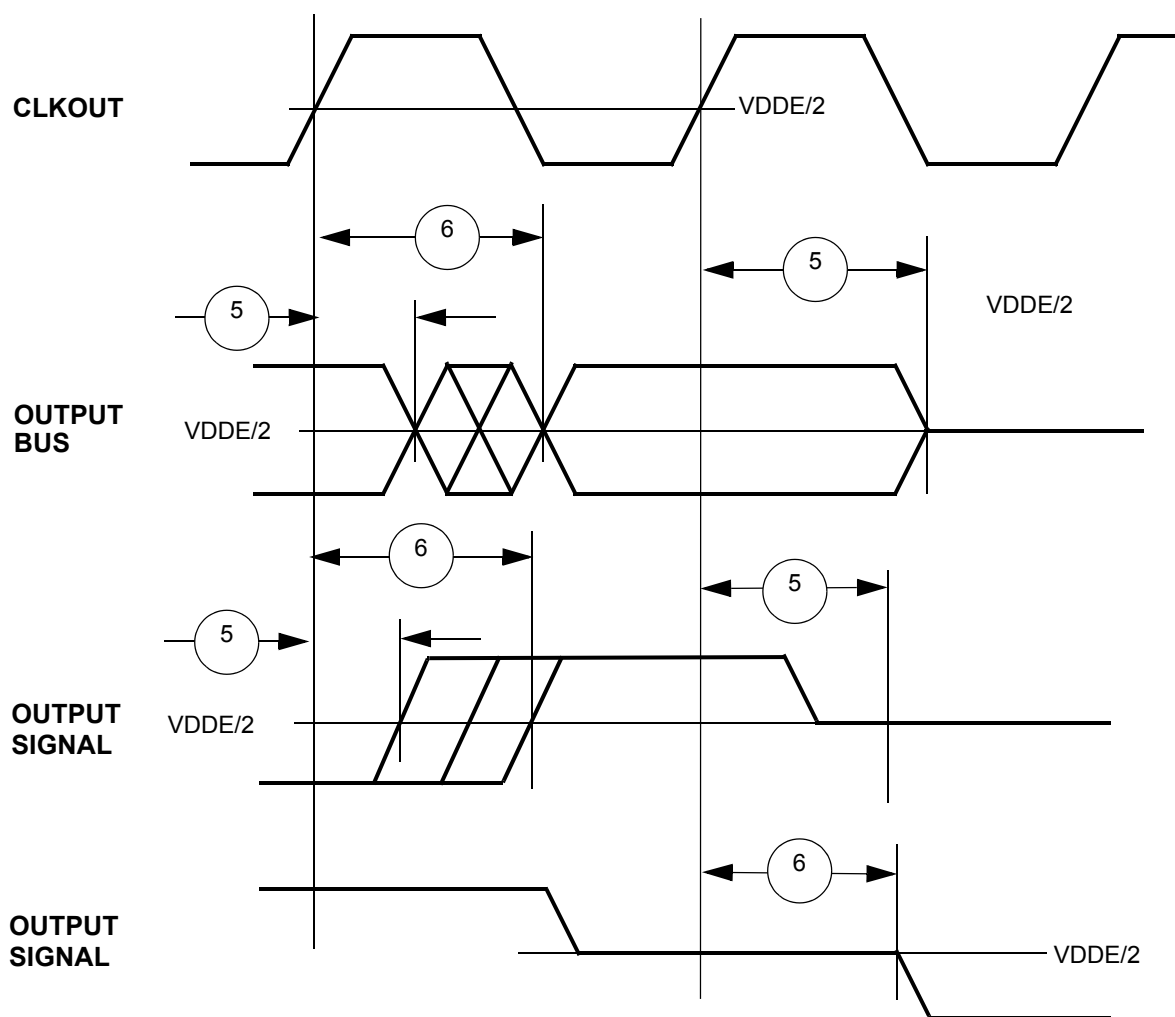 CLKOUT
VDDE/2
6
5
5
VDDE/2
OUTPUT
BUS
VDDE/2
6
5
5
OUTPUT
SIGNAL
VDDE/2
6
OUTPUT
SIGNAL
VDDE/2